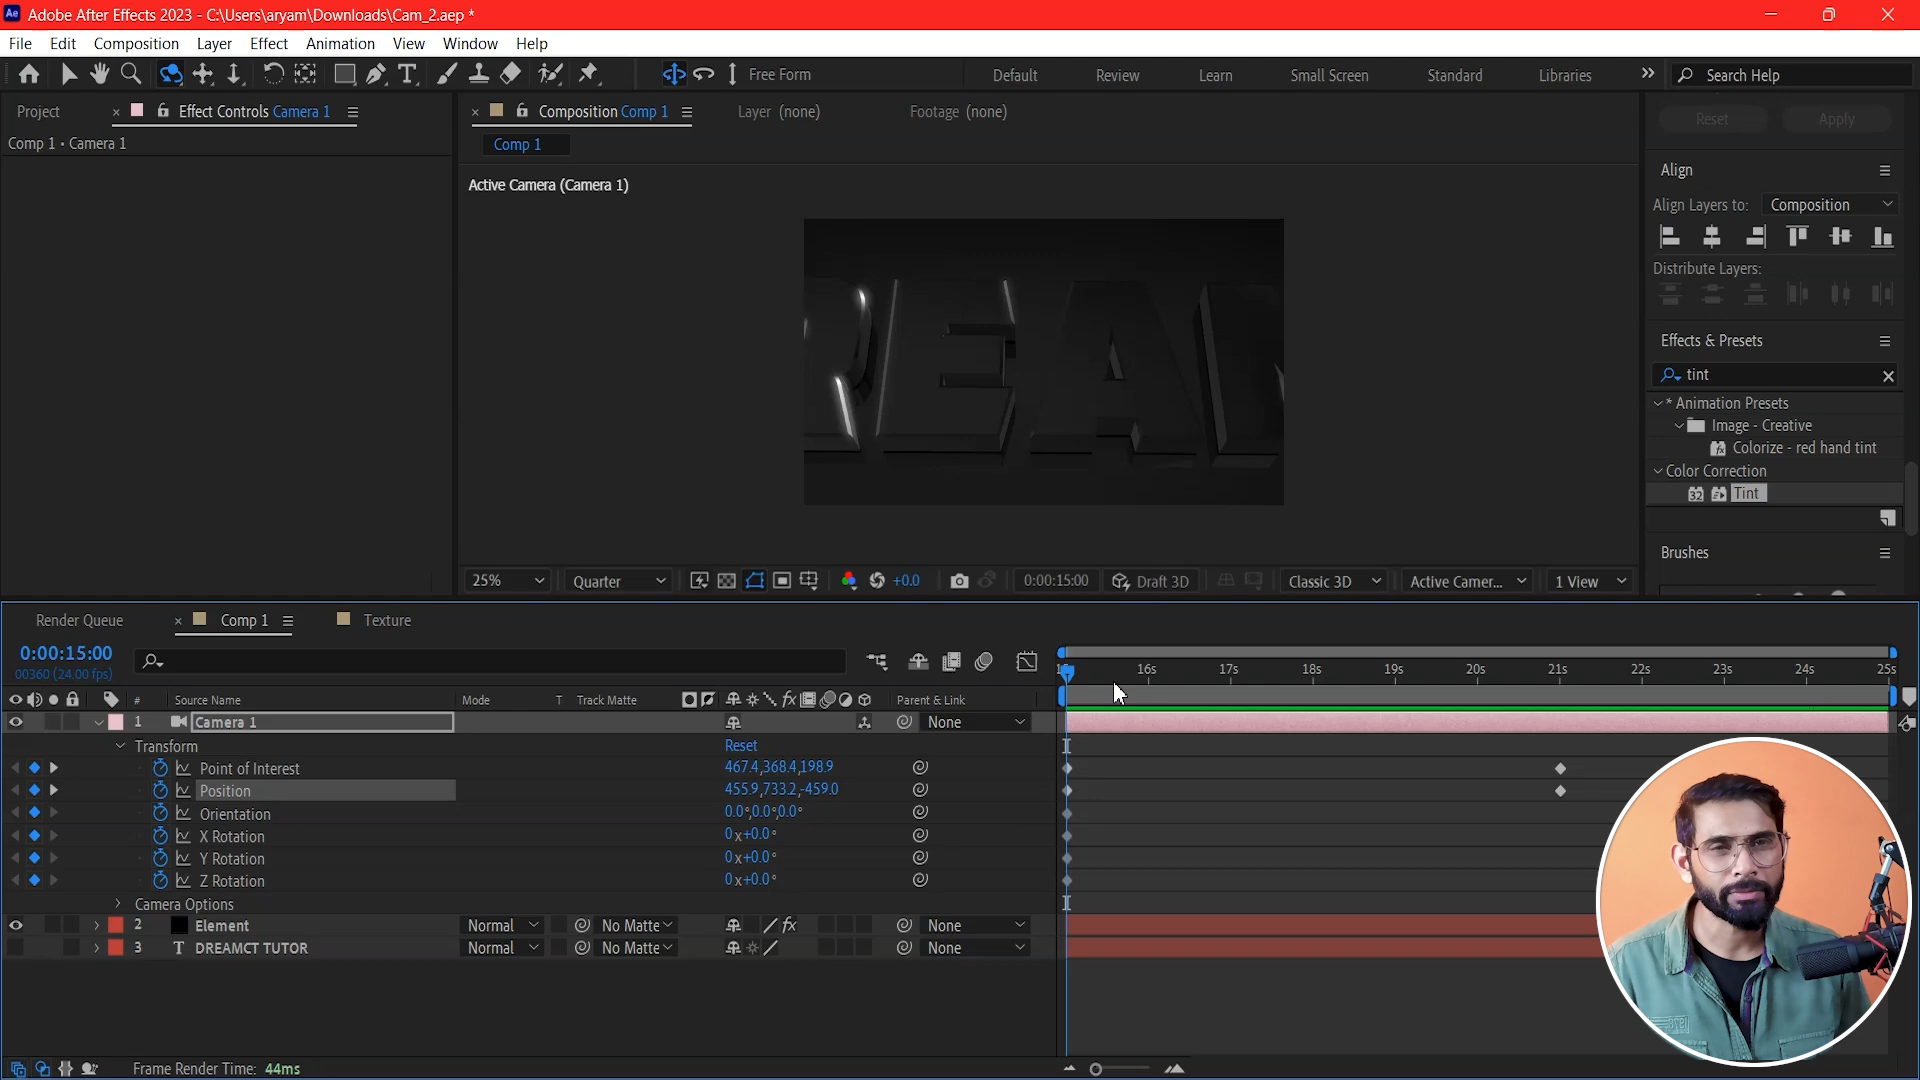 Ae Adobe After Effects 2023 - C:\Users\aryam\Downloads\Cam_2.aep *
File Edit Composition Layer Effect Animation View Window Help
Free Form Default Review Learn Small Screen Standard Libraries Search Help
Project Effect Controls Camera 1 Composition Comp 1 Layer (none) Footage (none)
Comp 1 • Camera 1
Comp 1
Active Camera (Camera 1)
READ
25% Quarter +0.0 0:00:15:00 Draft 3D Classic 3D Active Camer... 1 View
Reset Apply
Align
Align Layers to: Composition
Distribute Layers:
Effects & Presets
tint
* Animation Presets
Image - Creative
Colorize - red hand tint
Color Correction
32 Tint
Brushes
Render Queue Comp 1 Texture
0:00:15:00
00360 (24.00 fps)
16s 17s 18s 19s 20s 21s 22s 23s 24s 25s
# Source Name Mode T Track Matte fx Parent & Link
1 Camera 1 None
Transform Reset
Point of Interest 467.4,368.4,198.9
Position 455.9,733.2,-459.0
Orientation 0.0°,0.0°,0.0°
X Rotation 0x+0.0°
Y Rotation 0x+0.0°
Z Rotation 0x+0.0°
Camera Options
2 Element Normal No Matte fx None
3 T DREAMCT TUTOR Normal No Matte None
Frame Render Time: 44ms